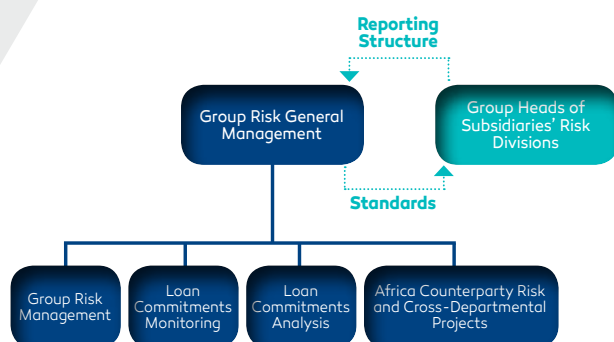 Reporting
Structure
Group Risk General
Management
Group Heads of
Subsidiaries' Risk
Divisions
Standards
Group Risk
Management
Loan
Commitments
Monitoring
Loan
Commitments
Analysis
Africa Counterparty Risk
and Cross-Departmental
Projects